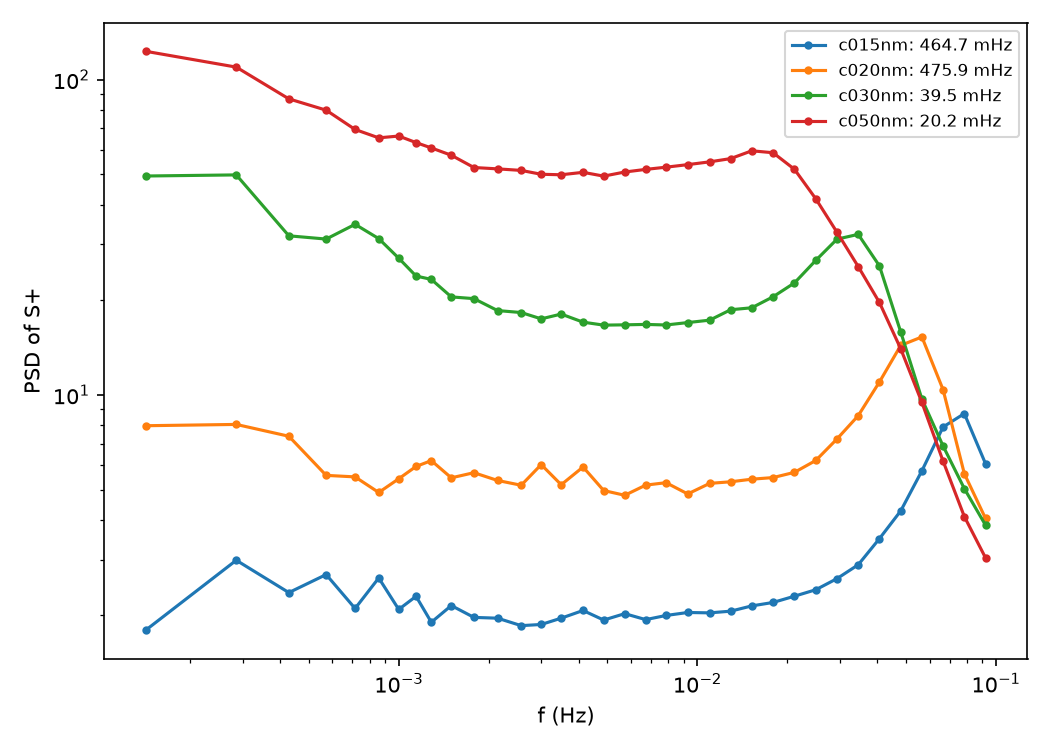 c015nm: 464.7 mHz
c020nm: 475.9 mHz
c030nm: 39.5 mHz
c050nm: 20.2 mHz
PSD of S+
10²
10¹
10⁻³ 10⁻² 10⁻¹
f (Hz)